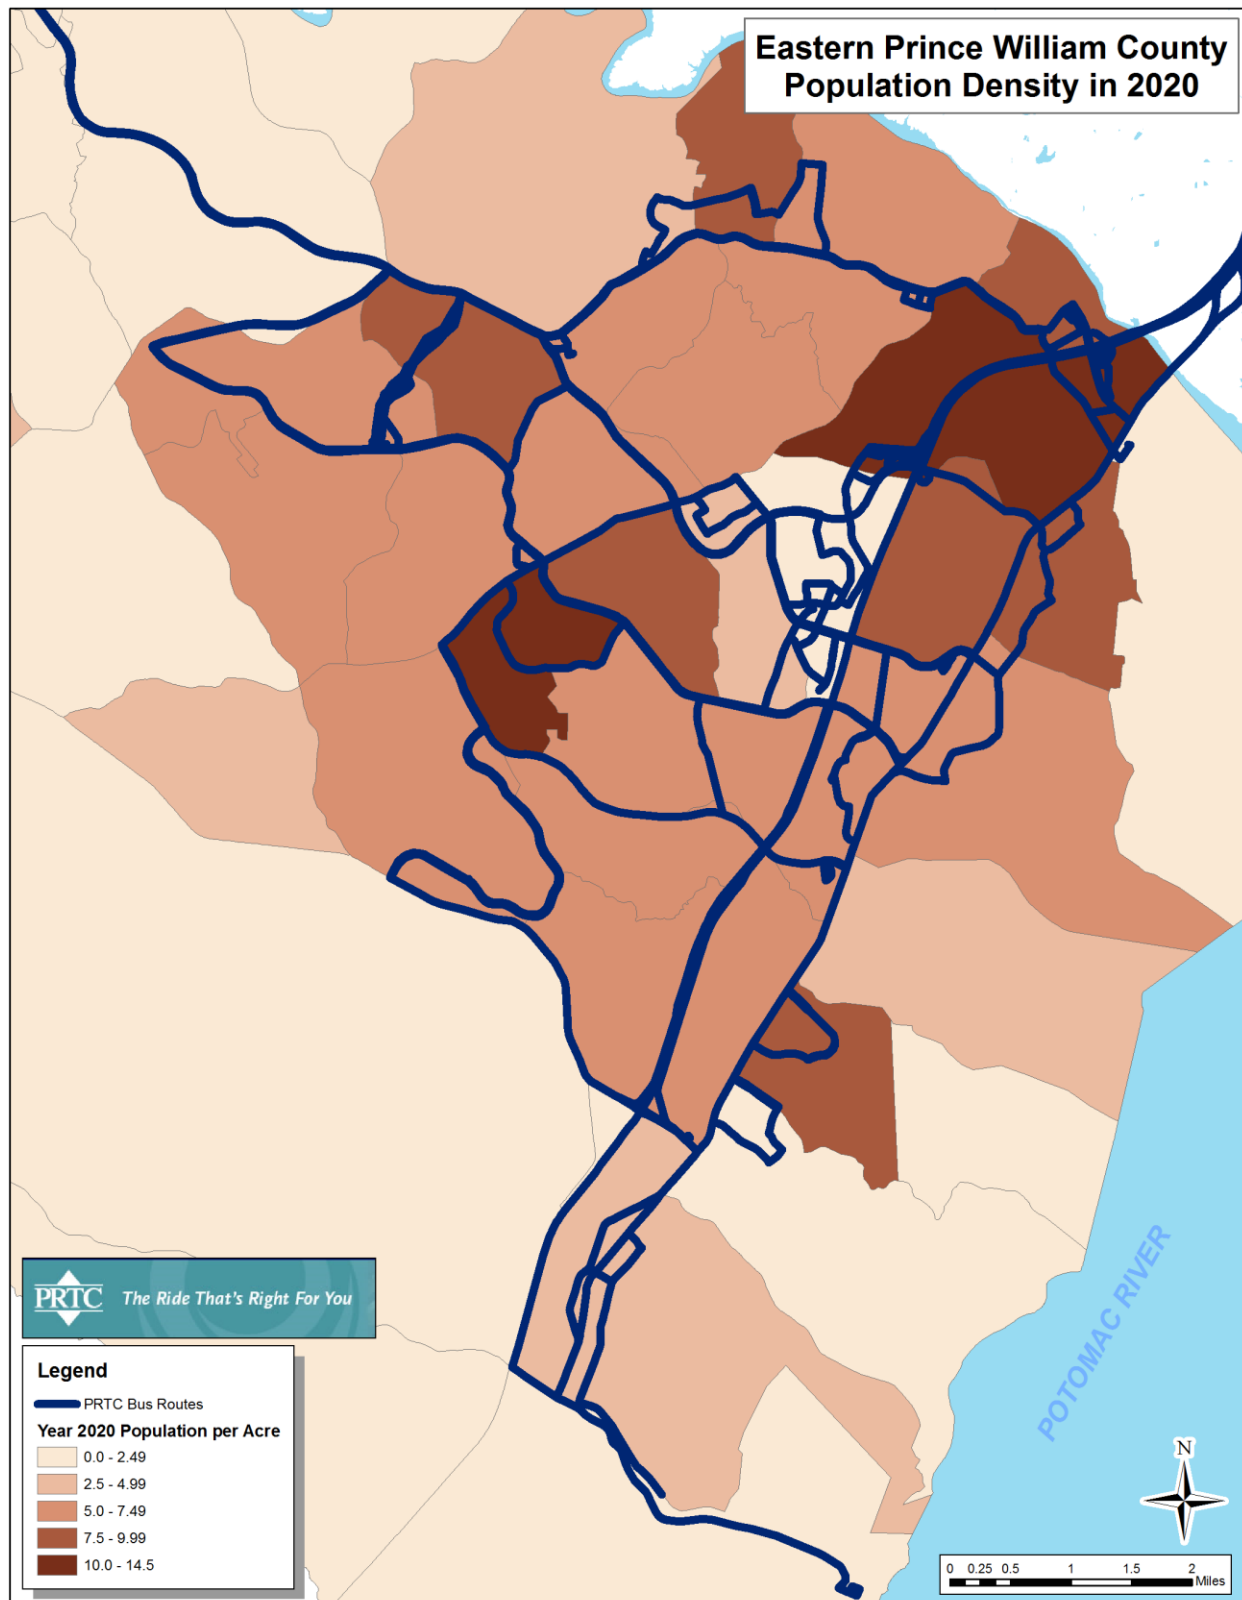 Eastern Prince William County
Population Density in 2020
PRTC The Ride That's Right For You
Legend
PRTC Bus Routes
Year 2020 Population per Acre
0.0 - 2.49
2.5 - 4.99
5.0 - 7.49
7.5 - 9.99
10.0 - 14.5
POTOMAC RIVER
N
0 0.25 0.5 1 1.5 2
Miles